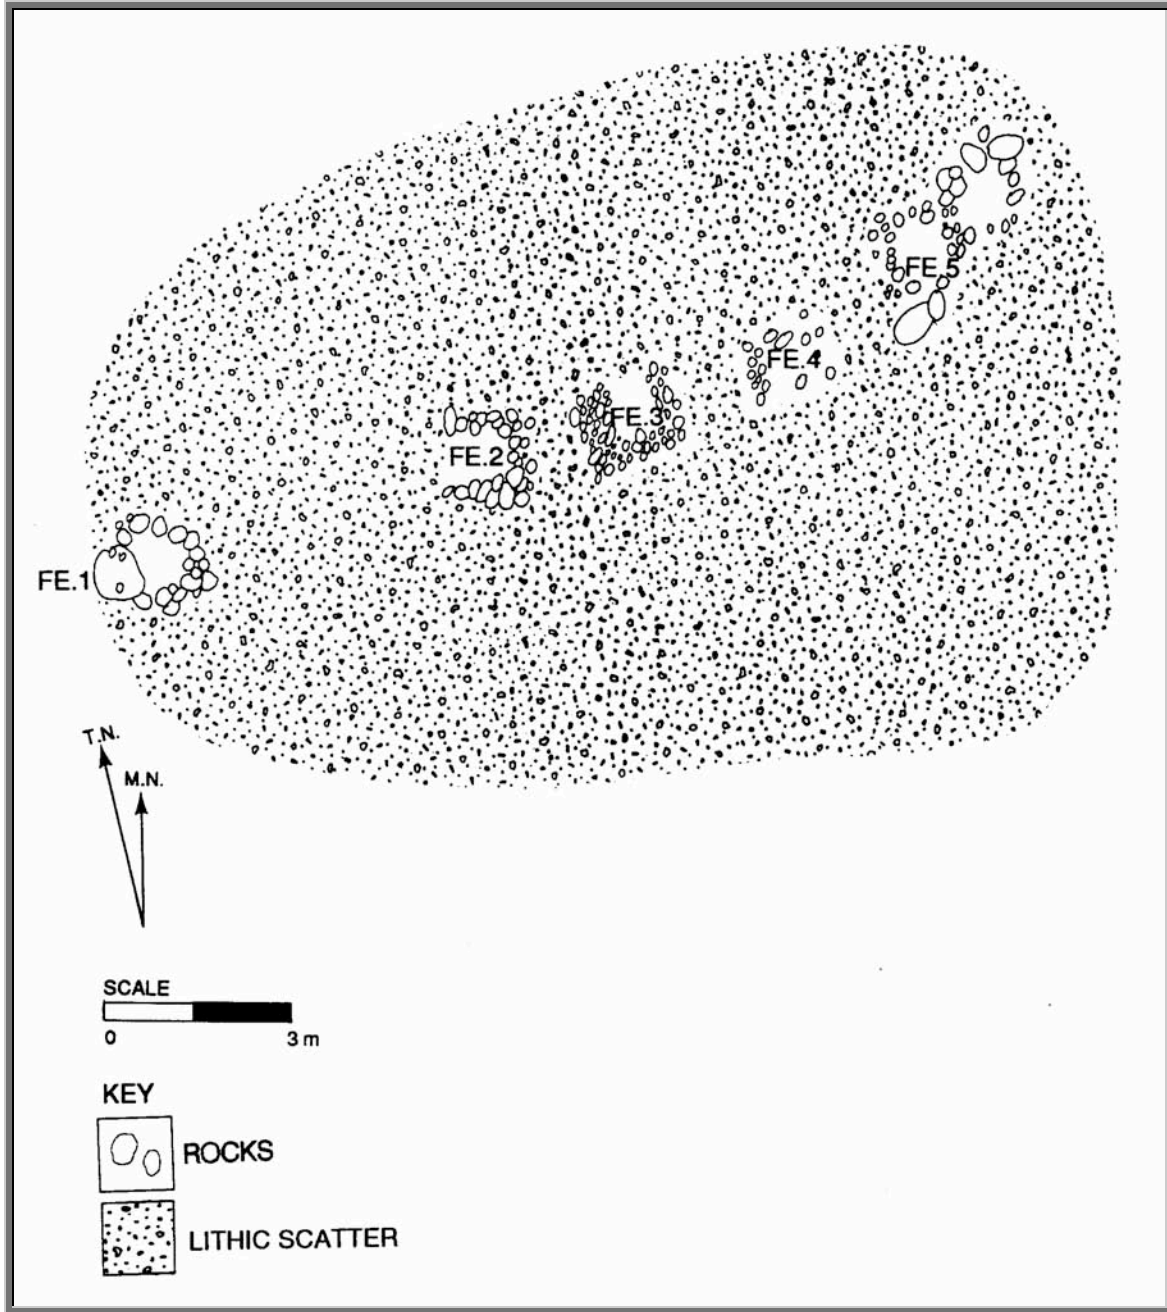 FE.5
FE.4
FE.3
FE.2
FE.1
T.N.
M.N.
SCALE
0 3 m
KEY
ROCKS
LITHIC SCATTER